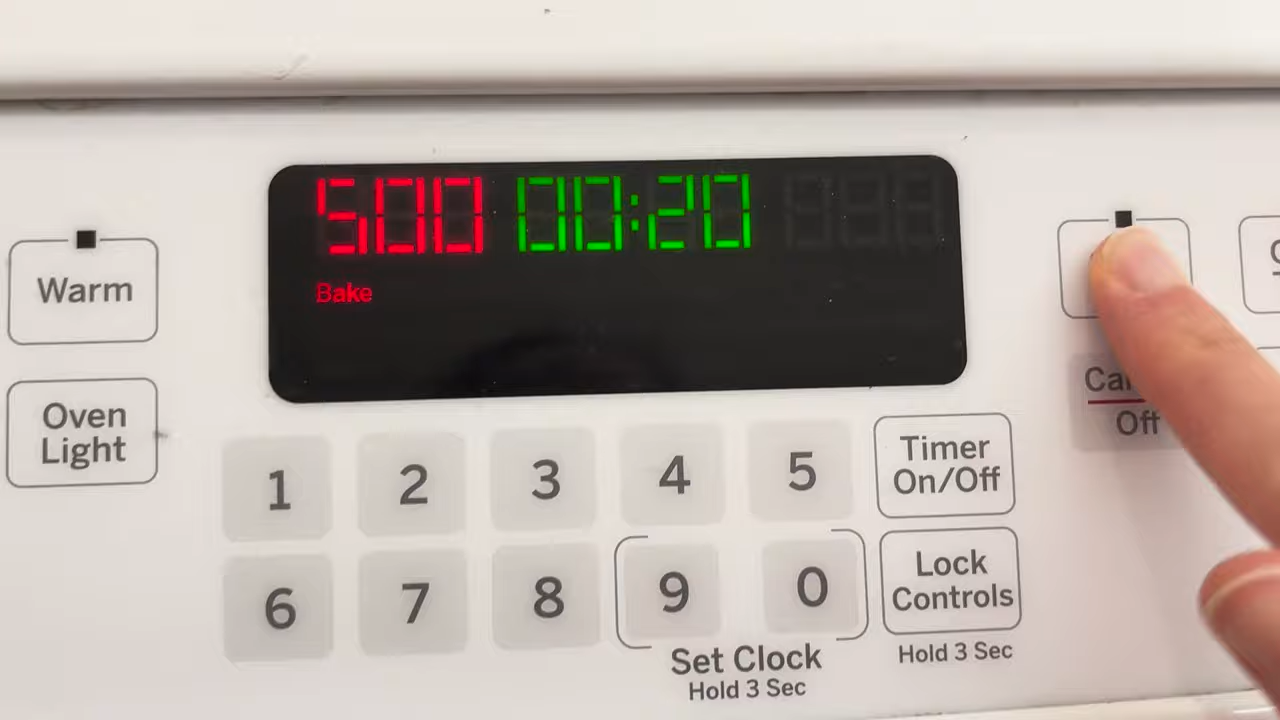 500 00:20
Bake
Warm
Oven
Light
1 2 3 4 5
6 7 8 9 0
Timer
On/Off
Lock
Controls
Hold 3 Sec
Set Clock
Hold 3 Sec
Off